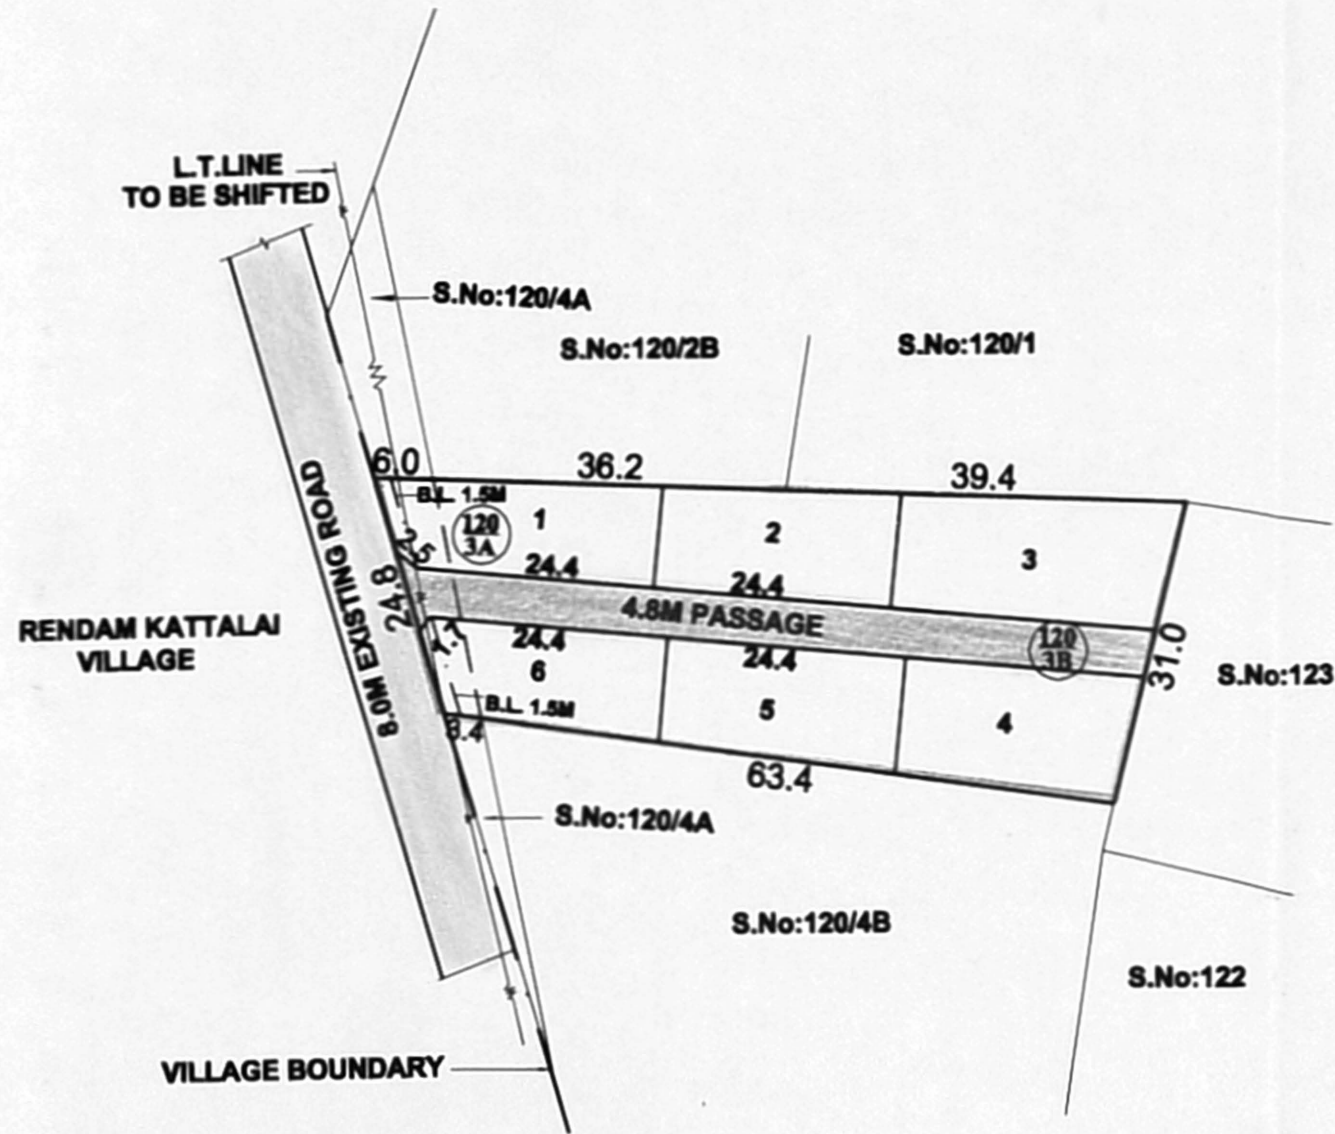 L.T.LINE
TO BE SHIFTED
S.No:120/4A
S.No:120/2B
S.No:120/1
6.0
36.2
39.4
B.L. 1.5M
120
3A
1
2
3
2.5
24.4
24.4
24.8
8.0M EXISTING ROAD
4.8M PASSAGE
120
3B
31.0
RENDAM KATTALAI
VILLAGE
24.4
24.4
6
5
4
S.No:123
B.L. 1.5M
63.4
S.No:120/4A
S.No:120/4B
S.No:122
VILLAGE BOUNDARY